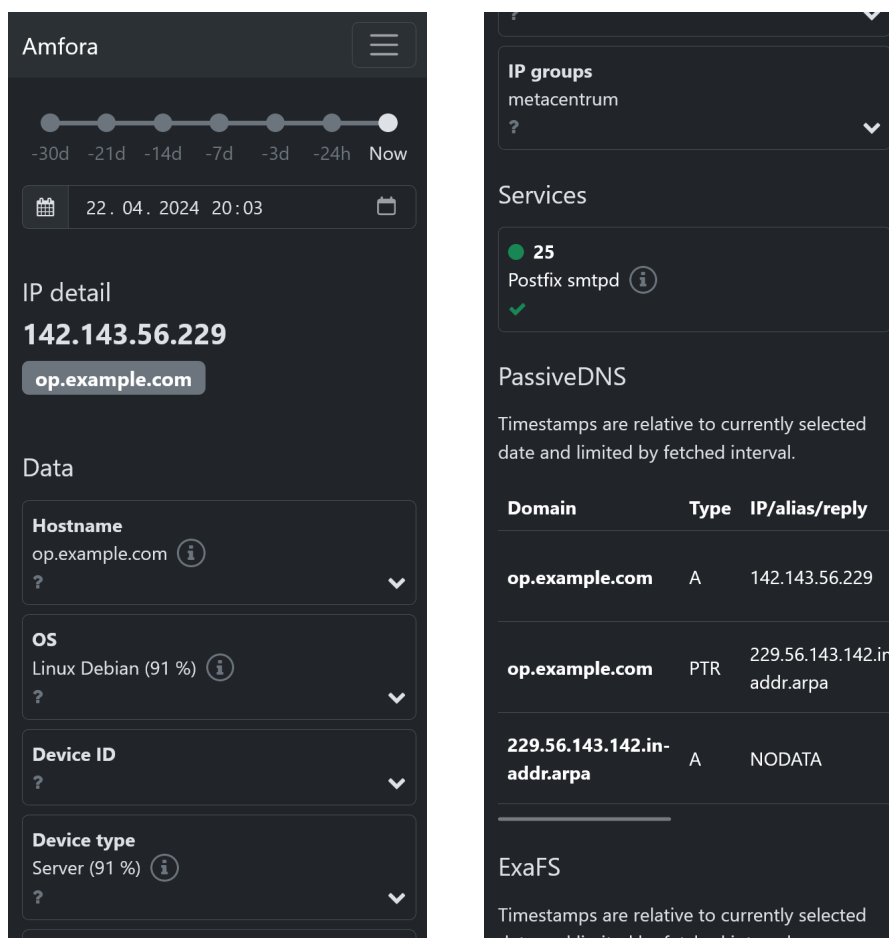 Amfora
-30d -21d -14d -7d -3d -24h Now
22. 04. 2024 20:03
IP detail
142.143.56.229
op.example.com
Data
Hostname
op.example.com
?
OS
Linux Debian (91 %)
?
Device ID
?
Device type
Server (91 %)
?
?
IP groups
metacentrum
?
Services
25
Postfix smtpd
PassiveDNS
Timestamps are relative to currently selected
date and limited by fetched interval.
Domain Type IP/alias/reply
op.example.com A 142.143.56.229
op.example.com PTR 229.56.143.142.in
addr.arpa
229.56.143.142.in-
addr.arpa A NODATA
ExaFS
Timestamps are relative to currently selected